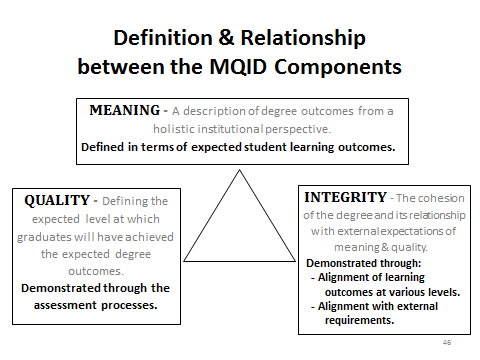 Definition & Relationship
between the MQID Components
MEANING - A description of degree outcomes from a
holistic institutional perspective.
Defined in terms of expected student learning outcomes.
QUALITY - Defining the
expected level at which
graduates will have achieved
the expected degree
outcomes.
Demonstrated through the
assessment processes.
INTEGRITY - The cohesion
of the degree and its relationship
with external expectations of
meaning & quality.
Demonstrated through:
- Alignment of learning
outcomes at various levels.
- Alignment with external
requirements.
46